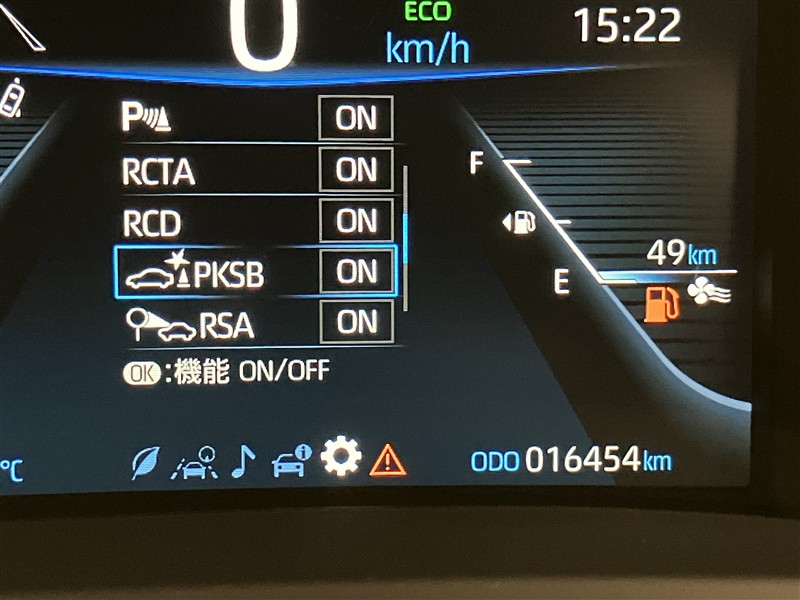 0
ECO
km/h
15:22
P ON
RCTA ON
RCD ON
PKSB ON
RSA ON
OK:機能 ON/OFF
F
E
49km
°C
ODO 016454km